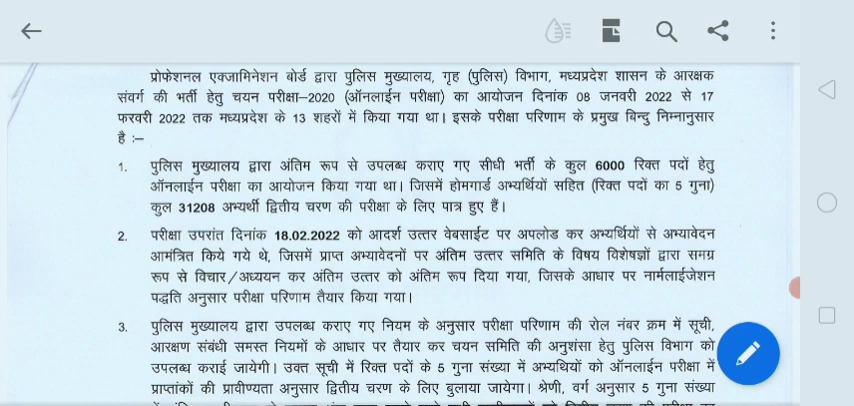 प्रोफेशनल एक्जामिनेशन बोर्ड द्वारा पुलिस मुख्यालय, गृह (पुलिस) विभाग, मध्यप्रदेश शासन के आरक्षक
संवर्ग की भर्ती हेतु चयन परीक्षा–2020 (ऑनलाईन परीक्षा) का आयोजन दिनांक 08 जनवरी 2022 से 17
फरवरी 2022 तक मध्यप्रदेश के 13 शहरों में किया गया था। इसके परीक्षा परिणाम के प्रमुख बिन्दु निम्नानुसार
है :–
1. पुलिस मुख्यालय द्वारा अंतिम रूप से उपलब्ध कराए गए सीधी भर्ती के कुल 6000 रिक्त पदों हेतु
ऑनलाईन परीक्षा का आयोजन किया गया था। जिसमें होमगार्ड अभ्यर्थियों सहित (रिक्त पदों का 5 गुना)
कुल 31208 अभ्यर्थी द्वितीय चरण की परीक्षा के लिए पात्र हुए हैं।
2. परीक्षा उपरांत दिनांक 18.02.2022 को आदर्श उत्तर वेबसाईट पर अपलोड कर अभ्यर्थियों से अभ्यावेदन
आमंत्रित किये गये थे, जिसमें प्राप्त अभ्यावेदनों पर अंतिम उत्तर समिति के विषय विशेषज्ञों द्वारा समग्र
रूप से विचार/अध्ययन कर अंतिम उत्तर को अंतिम रूप दिया गया, जिसके आधार पर नार्मलाईजेशन
पद्धति अनुसार परीक्षा परिणाम तैयार किया गया।
3. पुलिस मुख्यालय द्वारा उपलब्ध कराए गए नियम के अनुसार परीक्षा परिणाम की रोल नंबर क्रम में सूची,
आरक्षण संबंधी समस्त नियमों के आधार पर तैयार कर चयन समिति की अनुशंसा हेतु पुलिस विभाग को
उपलब्ध कराई जायेगी। उक्त सूची में रिक्त पदों के 5 गुना संख्या में अभ्यथियों को ऑनलाईन परीक्षा में
प्राप्तांकों की प्रावीण्यता अनुसार द्वितीय चरण के लिए बुलाया जायेगा। श्रेणी, वर्ग अनुसार 5 गुना संख्या